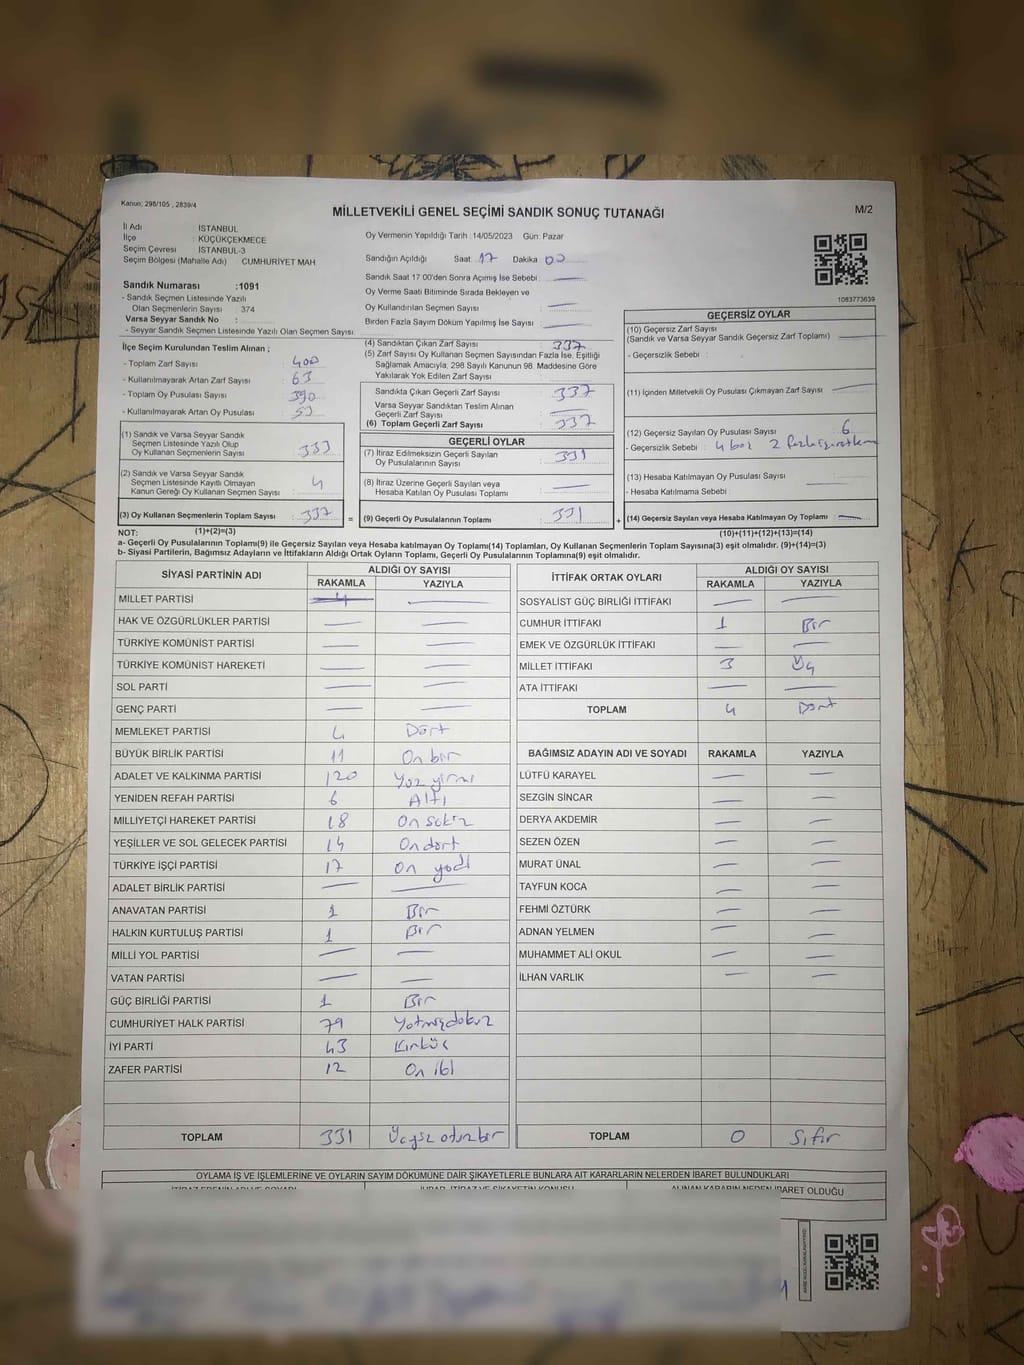 Kanun; 298/105 , 2839/4
MİLLETVEKİLİ GENEL SEÇİMİ SANDIK SONUÇ TUTANAĞI
M/2
İl Adı İSTANBUL
İlçe : KÜÇÜKÇEKMECE
Seçim Çevresi İSTANBUL-3
Seçim Bölgesi (Mahalle Adı) CUMHURİYET MAH.
Oy Vermenin Yapıldığı Tarih : 14/05/2023 Gün: Pazar
Sandığın Açıldığı Saat 17 Dakika 00
Sandık Saat 17 00'den Sonra Açımış İse Sebebi
Oy Verme Saati Bitiminde Sırada Bekleyen ve
Oy Kullandırılan Seçmen Sayısı
Birden Fazla Sayım Döküm Yapılmış İse Sayısı
1083773639
Sandık Numarası :1091
- Sandık Seçmen Listesinde Yazılı
Olan Seçmenlerin Sayısı 374
Varsa Seyyar Sandık No :
- Seyyar Sandık Seçmen Listesinde Yazılı Olan Seçmen Sayısı
İlçe Seçim Kurulundan Teslim Alınan ;
- Toplam Zarf Sayısı 400
- Kullanılmayarak Artan Zarf Sayısı 63
- Toplam Oy Pusulası Sayısı 390
- Kullanılmayarak Artan Oy Pusulası
(1) Sandık ve Varsa Seyyar Sandık
Seçmen Listesinde Yazılı Olup
Oy Kullanan Seçmenlerin Sayısı 333
(2) Sandık ve Varsa Seyyar Sandık
Seçmen Listesinde Kayıtlı Olmayan
Kanun Gereği Oy Kullanan Seçmen Sayısı 4
(3) Oy Kullanan Seçmenlerin Toplam Sayısı 337
(1)+(2)=(3)
(4) Sandıktan Çıkan Zarf Sayısı 337
(5) Zarf Sayısı Oy Kullanan Seçmen Sayısından Fazla İse, Eşitliği
Sağlamak Amacıyla, 298 Sayılı Kanunun 98. Maddesine Göre
Yakılarak Yok Edilen Zarf Sayısı
Sandıkta Çıkan Geçerli Zarf Sayısı 337
Varsa Seyyar Sandıktan Teslim Alınan
Geçerli Zarf Sayısı
(6) Toplam Geçerli Zarf Sayısı 337
GEÇERLİ OYLAR
(7) İtiraz Edilmeksizin Geçerli Sayılan
Oy Pusulalarının Sayısı 331
(8) İtiraz Üzerine Geçerli Sayılan veya
Hesaba Katılan Oy Pusulası Toplamı
= (9) Geçerli Oy Pusulalarının Toplamı 331
GEÇERSİZ OYLAR
(10) Geçersiz Zarf Sayısı
(Sandık ve Varsa Seyyar Sandık Geçersiz Zarf Toplamı)
- Geçersizlik Sebebi :
(11) İçinden Milletvekili Oy Pusulası Çıkmayan Zarf Sayısı
(12) Geçersiz Sayılan Oy Pusulası Sayısı 6
- Geçersizlik Sebebi : 4 boş 2 fazla
(13) Hesaba Katılmayan Oy Pusulası Sayısı
- Hesaba Katılmama Sebebi
+ (14) Geçersiz Sayılan veya Hesaba Katılmayan Oy Toplamı
(10)+(11)+(12)+(13)=(14)
NOT:
a- Geçerli Oy Pusulalarının Toplamı(9) ile Geçersiz Sayılan veya Hesaba katılmayan Oy Toplamı(14) Toplamları, Oy Kullanan Seçmenlerin Toplam Sayısına(3) eşit olmalıdır. (9)+(14)=(3)
b- Siyasi Partilerin, Bağımsız Adayların ve İttifakların Aldığı Ortak Oyların Toplamı, Geçerli Oy Pusulalarının Toplamına(9) eşit olmalıdır.
SİYASİ PARTİNİN ADI ALDIĞI OY SAYISI
RAKAMLA YAZIYLA
MİLLET PARTİSİ 4
HAK VE ÖZGÜRLÜKLER PARTİSİ
TÜRKİYE KOMÜNİST PARTİSİ
TÜRKİYE KOMÜNİST HAREKETİ
SOL PARTİ
GENÇ PARTİ
MEMLEKET PARTİSİ 4 Dört
BÜYÜK BİRLİK PARTİSİ 11 On bir
ADALET VE KALKINMA PARTİSİ 120 Yüz yirmi
YENİDEN REFAH PARTİSİ 6 Altı
MİLLİYETÇİ HAREKET PARTİSİ 18 On sekiz
YEŞİLLER VE SOL GELECEK PARTİSİ 14 On dört
TÜRKİYE İŞÇİ PARTİSİ 17 On yedi
ADALET BİRLİK PARTİSİ
ANAVATAN PARTİSİ 1 Bir
HALKIN KURTULUŞ PARTİSİ 1 Bir
MİLLİ YOL PARTİSİ
VATAN PARTİSİ
GÜÇ BİRLİĞİ PARTİSİ 1 Bir
CUMHURİYET HALK PARTİSİ 79 Yetmişdokuz
İYİ PARTİ 43 Kırküç
ZAFER PARTİSİ 12 On iki
TOPLAM 331 Üçyüz otuzbir
İTTİFAK ORTAK OYLARI ALDIĞI OY SAYISI
RAKAMLA YAZIYLA
SOSYALİST GÜÇ BİRLİĞİ İTTİFAKI
CUMHUR İTTİFAKI 1 Bir
EMEK VE ÖZGÜRLÜK İTTİFAKI
MİLLET İTTİFAKI 3 Üç
ATA İTTİFAKI
TOPLAM 4 Dört
BAĞIMSIZ ADAYIN ADI VE SOYADI RAKAMLA YAZIYLA
LÜTFÜ KARAYEL
SEZGİN SİNCAR
DERYA AKDEMİR
SEZEN ÖZEN
MURAT ÜNAL
TAYFUN KOCA
FEHMİ ÖZTÜRK
ADNAN YELMEN
MUHAMMET ALİ OKUL
İLHAN VARLIK
TOPLAM 0 Sıfır
OYLAMA İŞ VE İŞLEMLERİNE VE OYLARIN SAYIM DÖKÜMÜNE DAİR ŞİKAYETLERLE BUNLARA AİT KARARLARIN NELERDEN İBARET BULUNDUKLARI
İTİRAZ EDENİN ADI VE SOYADI İHBAR, İTİRAZ VE ŞİKAYETİN KONUSU ALINAN KARARIN NEDEN İBARET OLDUĞU